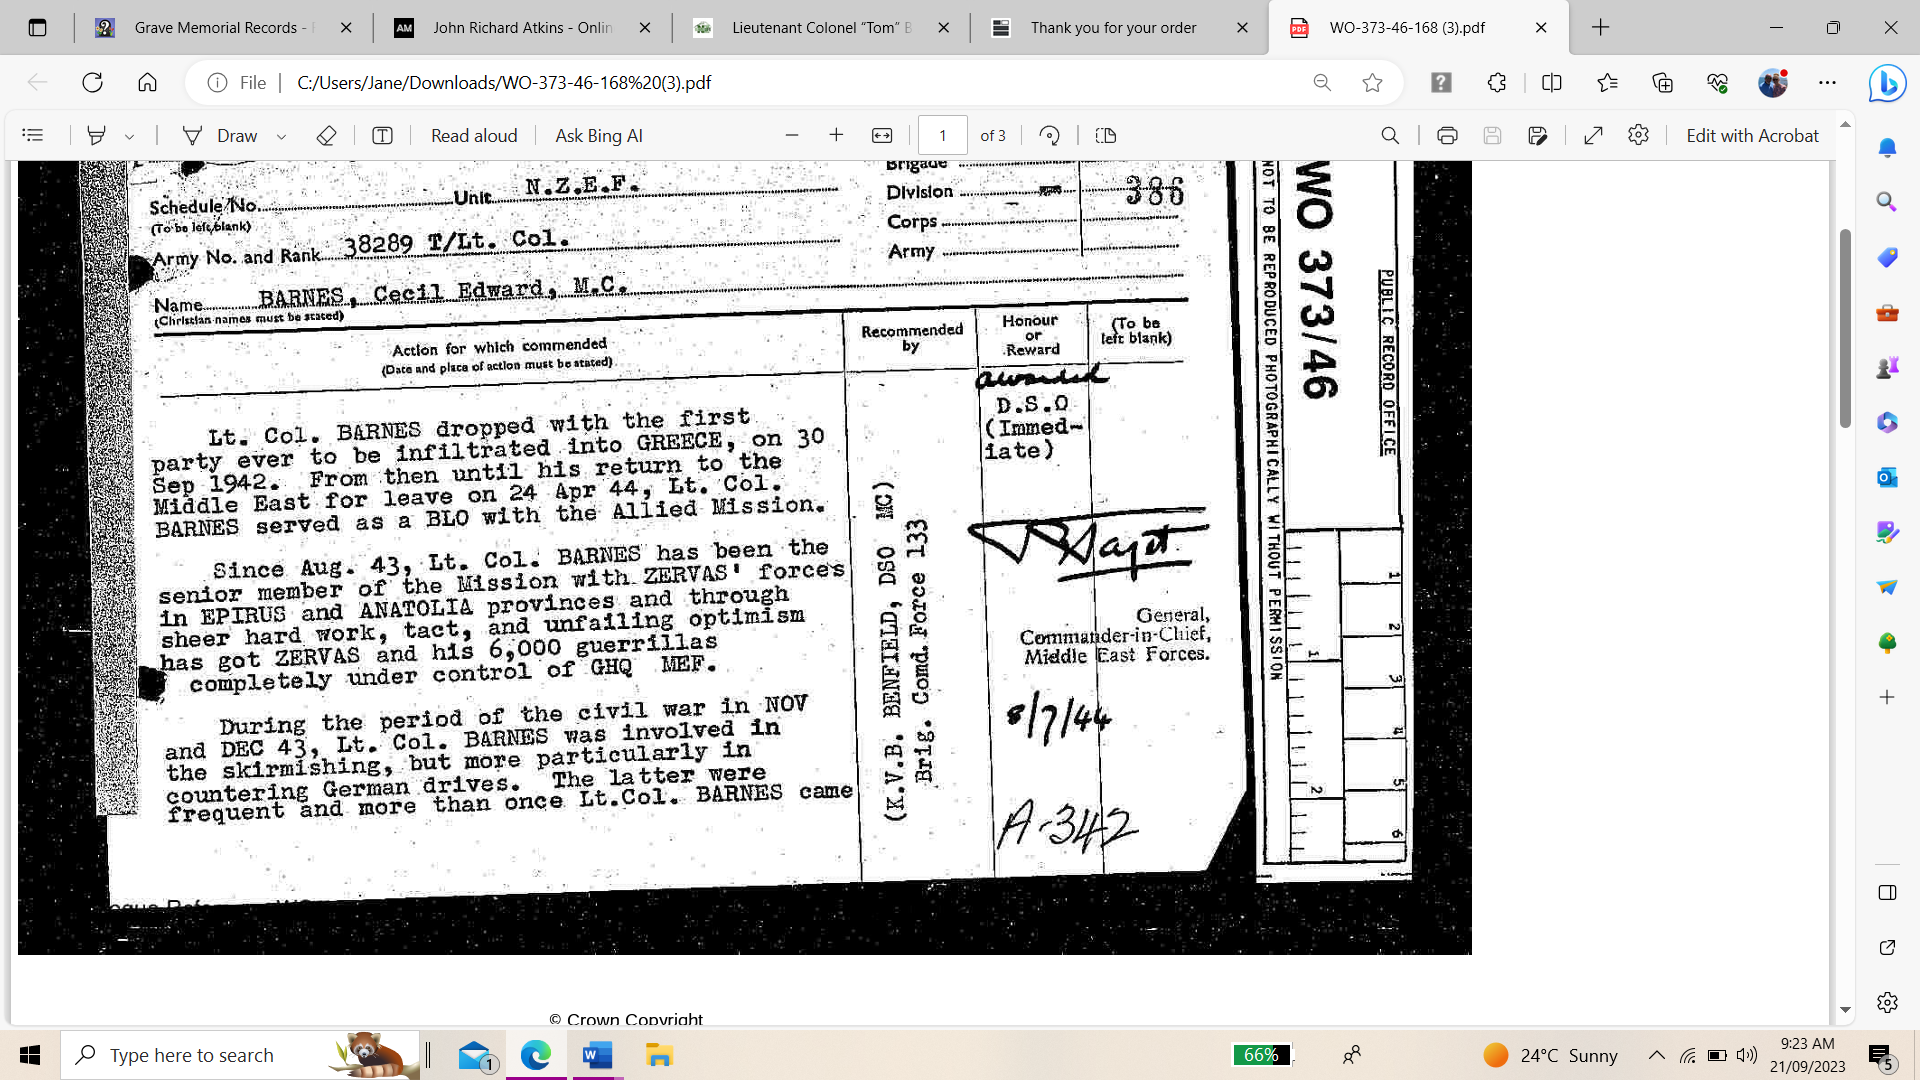 Grave Memorial Records -
John Richard Atkins - Onlin
Lieutenant Colonel “Tom” B
Thank you for your order
WO-373-46-168 (3).pdf
File
C:/Users/Jane/Downloads/WO-373-46-168%20(3).pdf
Draw
Read aloud
Ask Bing AI
1
of 3
Edit with Acrobat
Brigade
Schedule No. Unit N.Z.E.F.
(To be left blank)
Division - 386
Corps
Army No. and Rank 38289 T/Lt. Col.
Army
Name BARNES, Cecil Edward, M.C.
(Christian names must be stated)
Action for which commended
(Date and place of action must be stated)
Recommended
by
Honour
or
Reward
(To be
left blank)
Lt. Col. BARNES dropped with the first
party ever to be infiltrated into GREECE, on 30
Sep 1942. From then until his return to the
Middle East for leave on 24 Apr 44, Lt. Col.
BARNES served as a BLO with the Allied Mission.
Since Aug. 43, Lt. Col. BARNES has been the
senior member of the Mission with ZERVAS' forces
in EPIRUS and ANATOLIA provinces and through
sheer hard work, tact, and unfailing optimism
has got ZERVAS and his 6,000 guerrillas
completely under control of GHQ MEF.
During the period of the civil war in NOV
and DEC 43, Lt. Col. BARNES was involved in
the skirmishing, but more particularly in
countering German drives. The latter were
frequent and more than once Lt.Col. BARNES came
(K.V.B. BENFIELD, DSO MC)
Brig. Comd. Force 133
awarded
D.S.O
(Immed-
iate)
Paget
General,
Commander-in-Chief,
Middle East Forces.
8/7/44
A-342
WO 373/46
PUBLIC RECORD OFFICE
NOT TO BE REPRODUCED PHOTOGRAPHICALLY WITHOUT PERMISSION
1
2
1
2
3
4
5
6
© Crown Copyright
Type here to search
1
66%
24°C Sunny
9:23 AM
21/09/2023
5